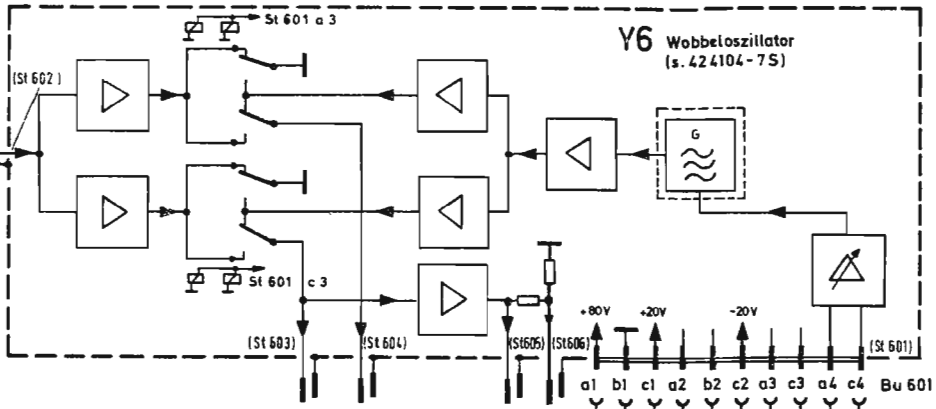 St 601 a 3
Y6 Wobbeloszillator
(s. 424104-7S)
(St 602)
G
St 601 c 3
+80V +20V -20V
(St 603) (St 604) (St605) (St606) (St 601)
a1 b1 c1 a2 b2 c2 a3 c3 a4 c4 Bu 601